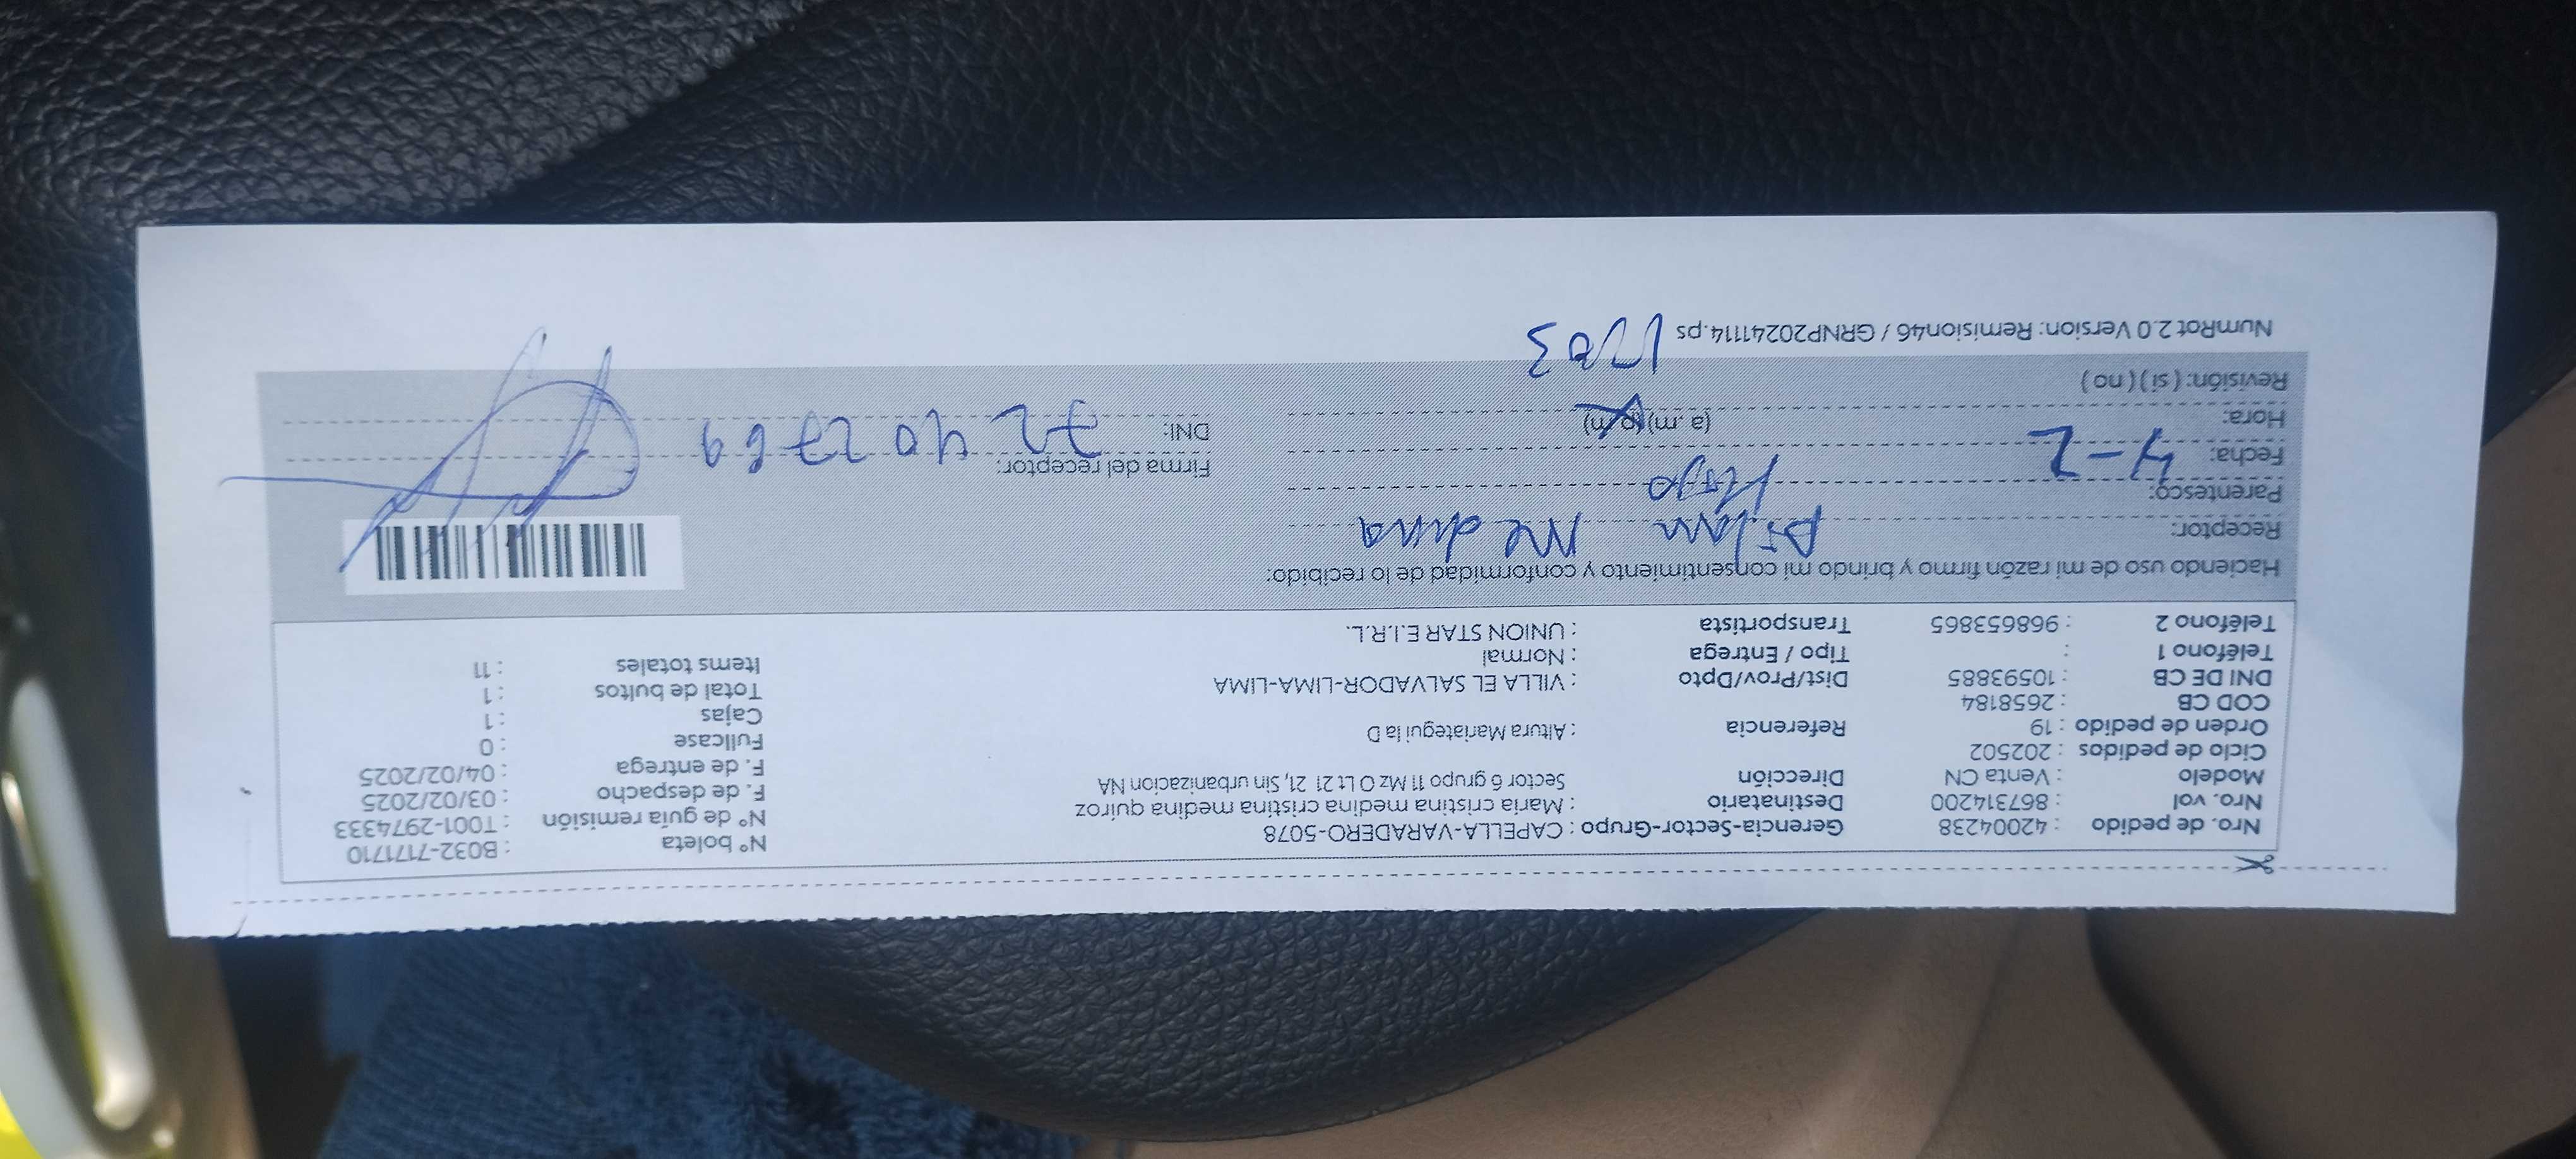 Nro. de pedido : 42004238 Gerencia-Sector-Grupo : CAPELLA-VARADERO-5078 N° boleta : B032-7171710
Nro. vol : 867314200 Destinatario : Maria cristina medina cristina medina quiroz N° de guía remisión : T001-2974333
Modelo : Venta CN Dirección Sector 6 grupo 11 Mz O Lt 21 21, Sin urbanizacion NA F. de despacho : 03/02/2025
Ciclo de pedidos : 202502 F. de entrega : 04/02/2025
Orden de pedido : 19 Referencia : Altura Mariategui la D Fullcase : 0
COD CB : 2658184 Cajas : 1
DNI DE CB : 10593885 Dist/Prov/Dpto : VILLA EL SALVADOR-LIMA-LIMA Total de bultos : 1
Teléfono 1 : Tipo / Entrega : Normal Items totales : 11
Teléfono 2 : 968653865 Transportista : UNION STAR E.I.R.L.
Haciendo uso de mi razón firmo y brindo mi consentimiento y conformidad de lo recibido:
Receptor: Medina
Parentesco: Hijo
Fecha: 4-2 Firma del receptor:
Hora: (a .m) (p .m) DNI: 72402769
Revisión: ( si ) ( no )
NumRot 2.0 Version: Remision46 / GRNP20241114.ps 1703